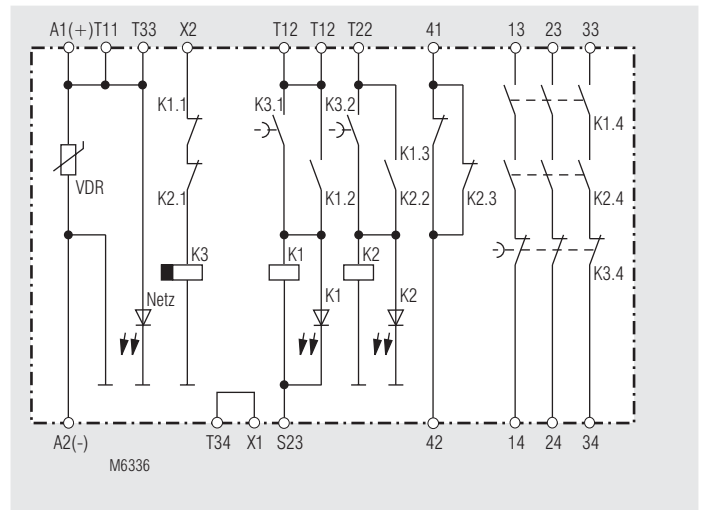 A1(+) T11 T33 X2 T12 T12 T22 41 13 23 33
K1.1 K3.1 K3.2
K1.4
K1.3
VDR K2.1 K1.2 K2.2 K2.3 K2.4
K3 K1 K2
K3.4
Netz K1 K2
A2(-) T34 X1 S23 42 14 24 34
M6336